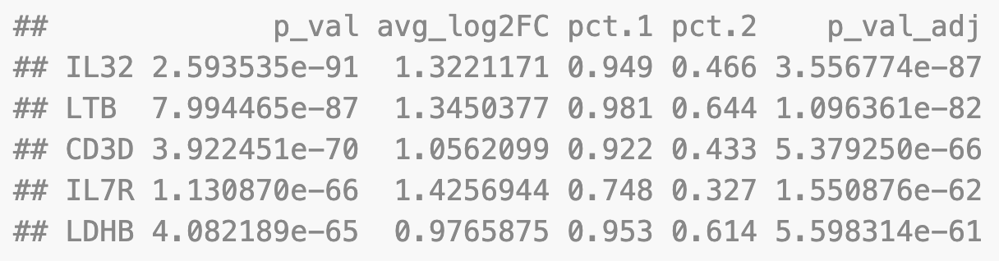 ##              p_val avg_log2FC pct.1 pct.2    p_val_adj
## IL32 2.593535e-91  1.3221171 0.949 0.466 3.556774e-87
## LTB  7.994465e-87  1.3450377 0.981 0.644 1.096361e-82
## CD3D 3.922451e-70  1.0562099 0.922 0.433 5.379250e-66
## IL7R 1.130870e-66  1.4256944 0.748 0.327 1.550876e-62
## LDHB 4.082189e-65  0.9765875 0.953 0.614 5.598314e-61